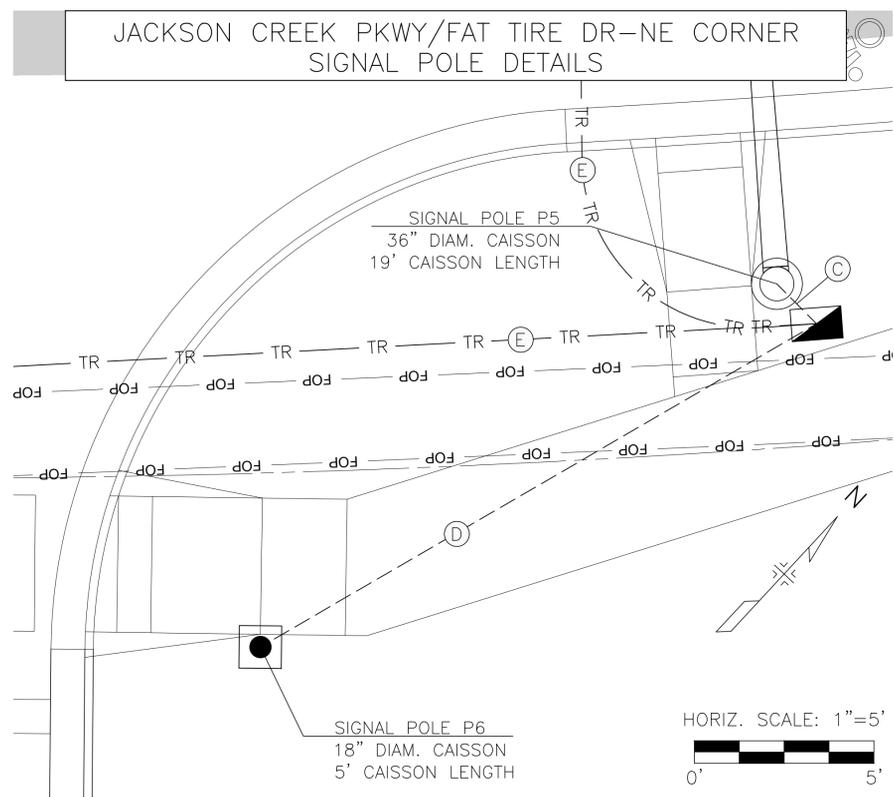 JACKSON CREEK PKWY/FAT TIRE DR-NE CORNER
SIGNAL POLE DETAILS
TR
E
TR
SIGNAL POLE P5
36" DIAM. CAISSON
19' CAISSON LENGTH
C
TR
TR TR TR TR TR E TR TR TR TR
FOP FOP FOP FOP FOP FOP FOP FOP FOP
FOP FOP FOP FOP FOP FOP FOP FOP FOP
N
D
SIGNAL POLE P6
18" DIAM. CAISSON
5' CAISSON LENGTH
HORIZ. SCALE: 1"=5'
0' 5'